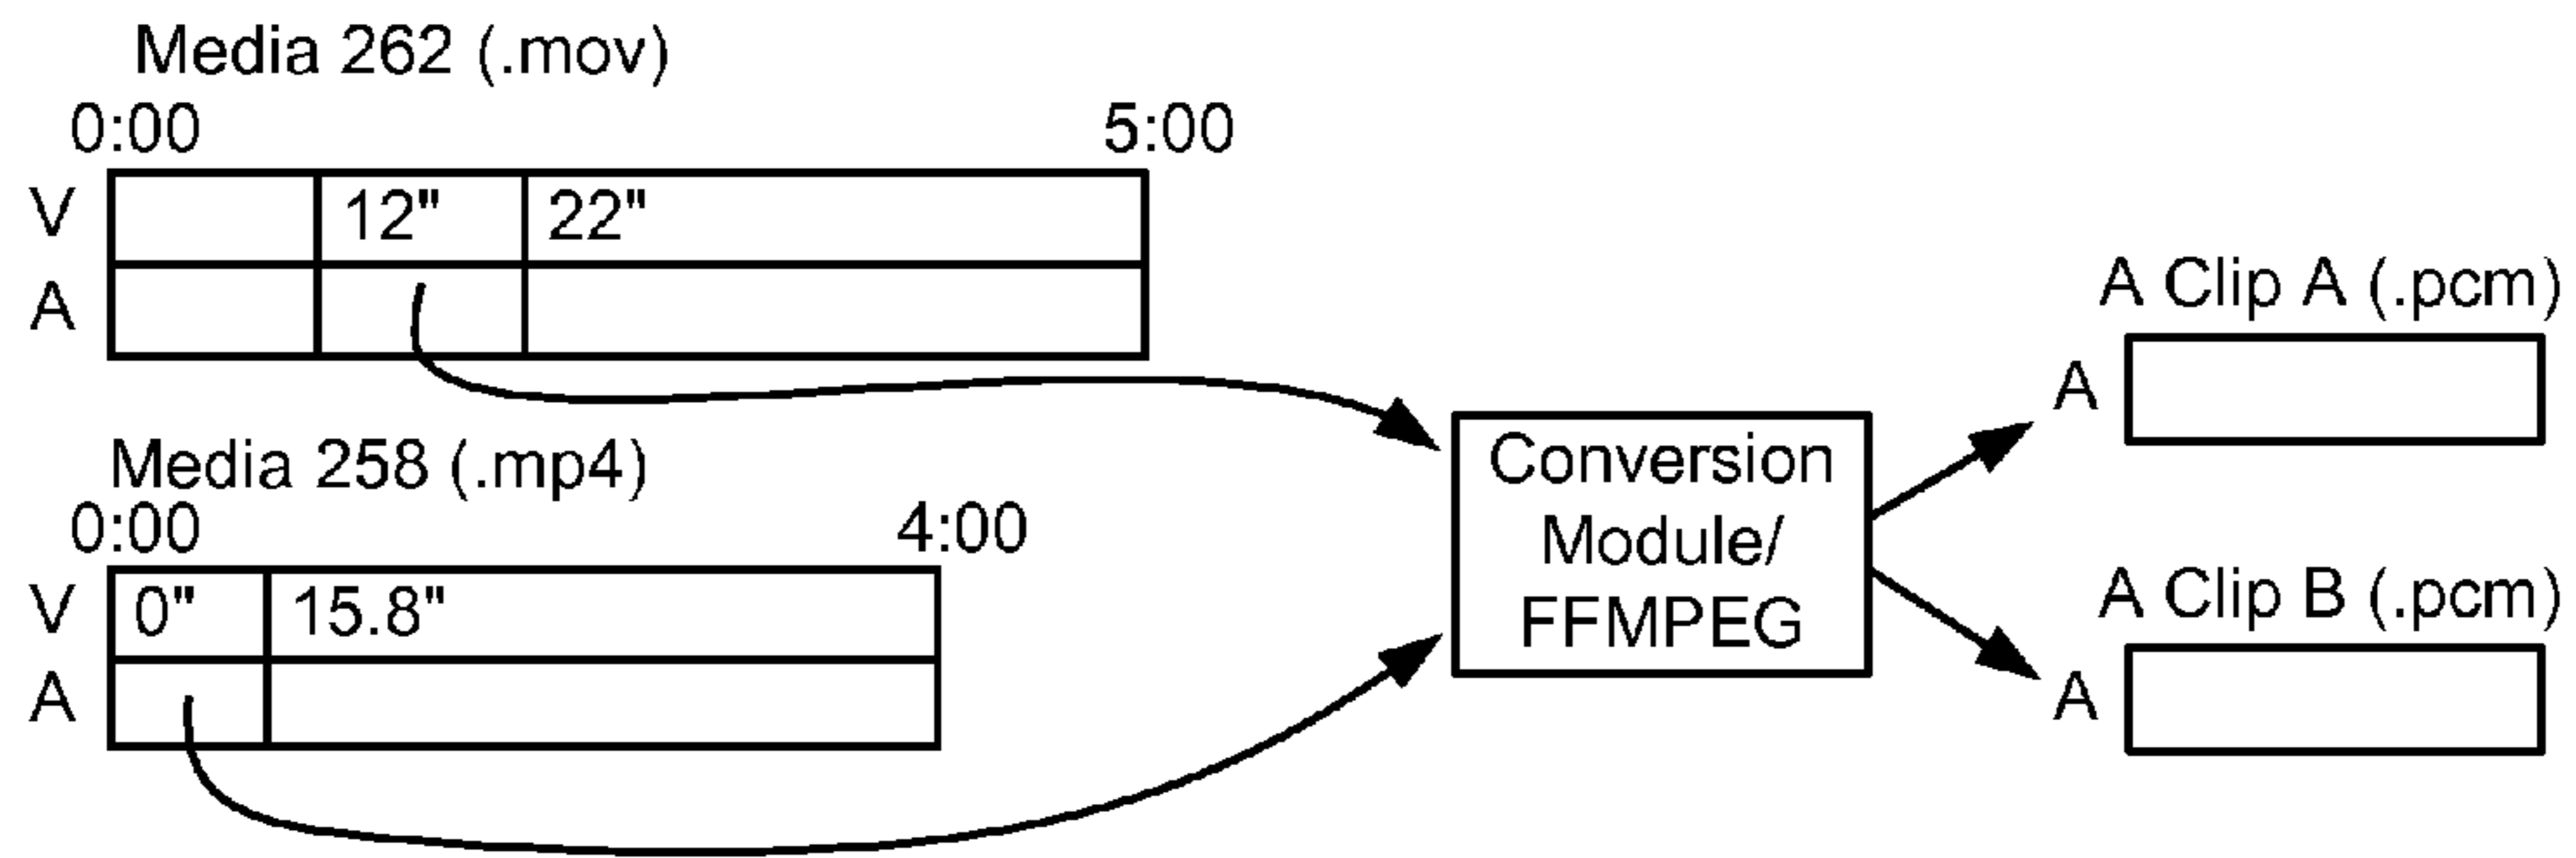 Media 262 (.mov)
0:00 5:00
V 12" 22"
A
Media 258 (.mp4)
0:00 4:00
V 0" 15.8"
A
Conversion
Module/
FFMPEG
A Clip A (.pcm)
A
A Clip B (.pcm)
A